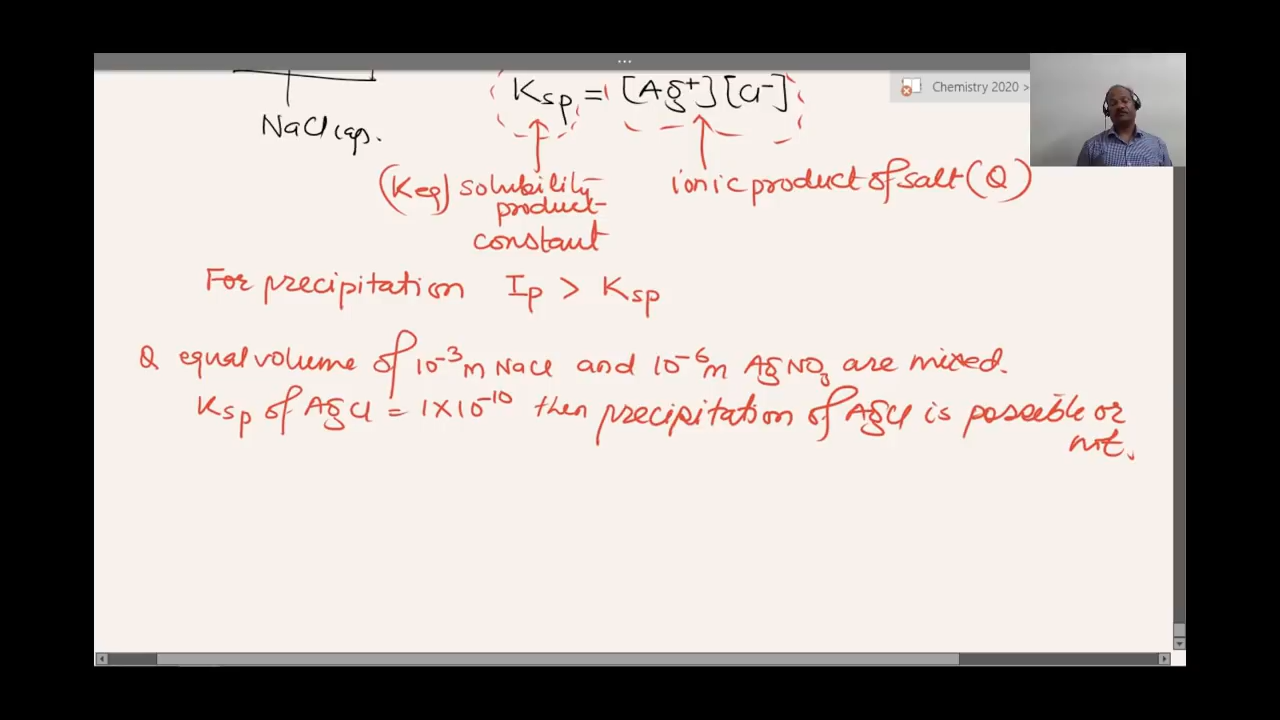 Ksp = [Ag+][Cl-]
Chemistry 2020 >
NaCl(aq).
(Keq) solubility product constant
ionic product of salt (Q)
For precipitation Ip > Ksp
Q equal volume of 10-3 m NaCl and 10-6 m AgNO3 are mixed.
Ksp of AgCl = 1X10-10 then precipitation of AgCl is possible or
not.